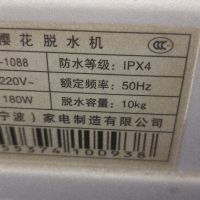 樱花脱水机
-1088 防水等级: IPX4
220V~ 额定频率: 50Hz
180W 脱水容量: 10kg
宁波）家电制造有限公
55374100938